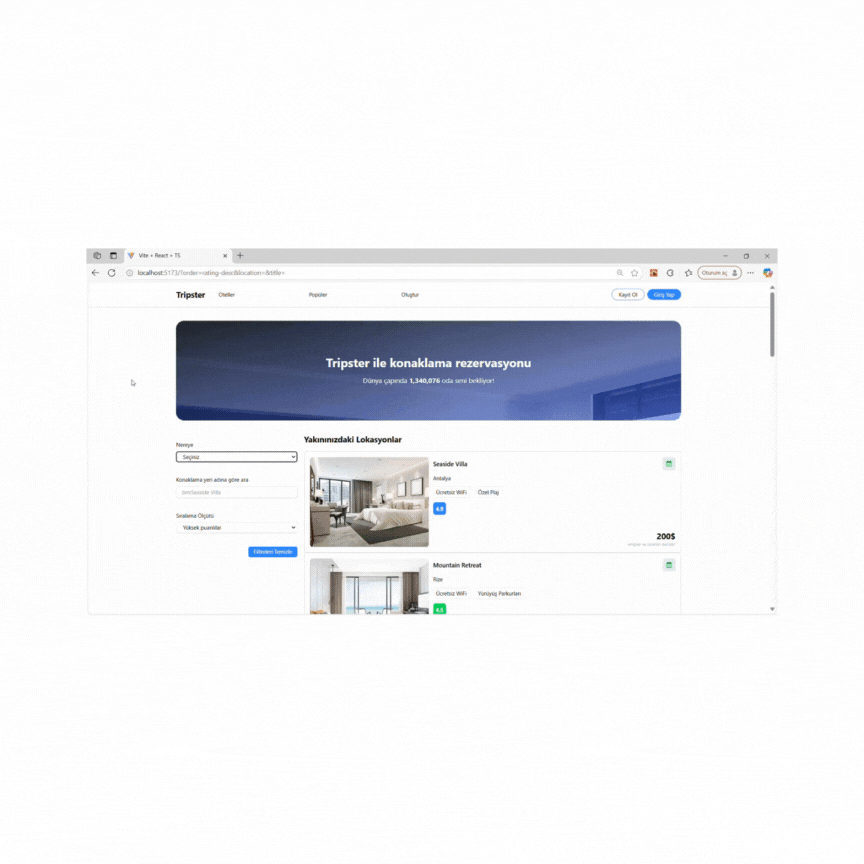 Vite + React + TS
localhost:5173/?order=rating-desc&location=&title=
Oturum aç
Tripster
Oteller
Popüler
Oluştur
Kayıt Ol
Giriş Yap
Tripster ile konaklama rezervasyonu
Dünya çapında 1,340,076 oda seni bekliyor!
Nereye
Seçiniz
Konaklama yeri adına göre ara
örn:Seaside Villa
Sıralama Ölçütü
Yüksek puanlılar
Filtreleri Temizle
Yakınınızdaki Lokasyonlar
Seaside Villa
Antalya
Ücretsiz WiFi
Özel Plaj
4.9
200$
Mountain Retreat
Rize
Ücretsiz WiFi
Yürüyüş Parkurları
4.5